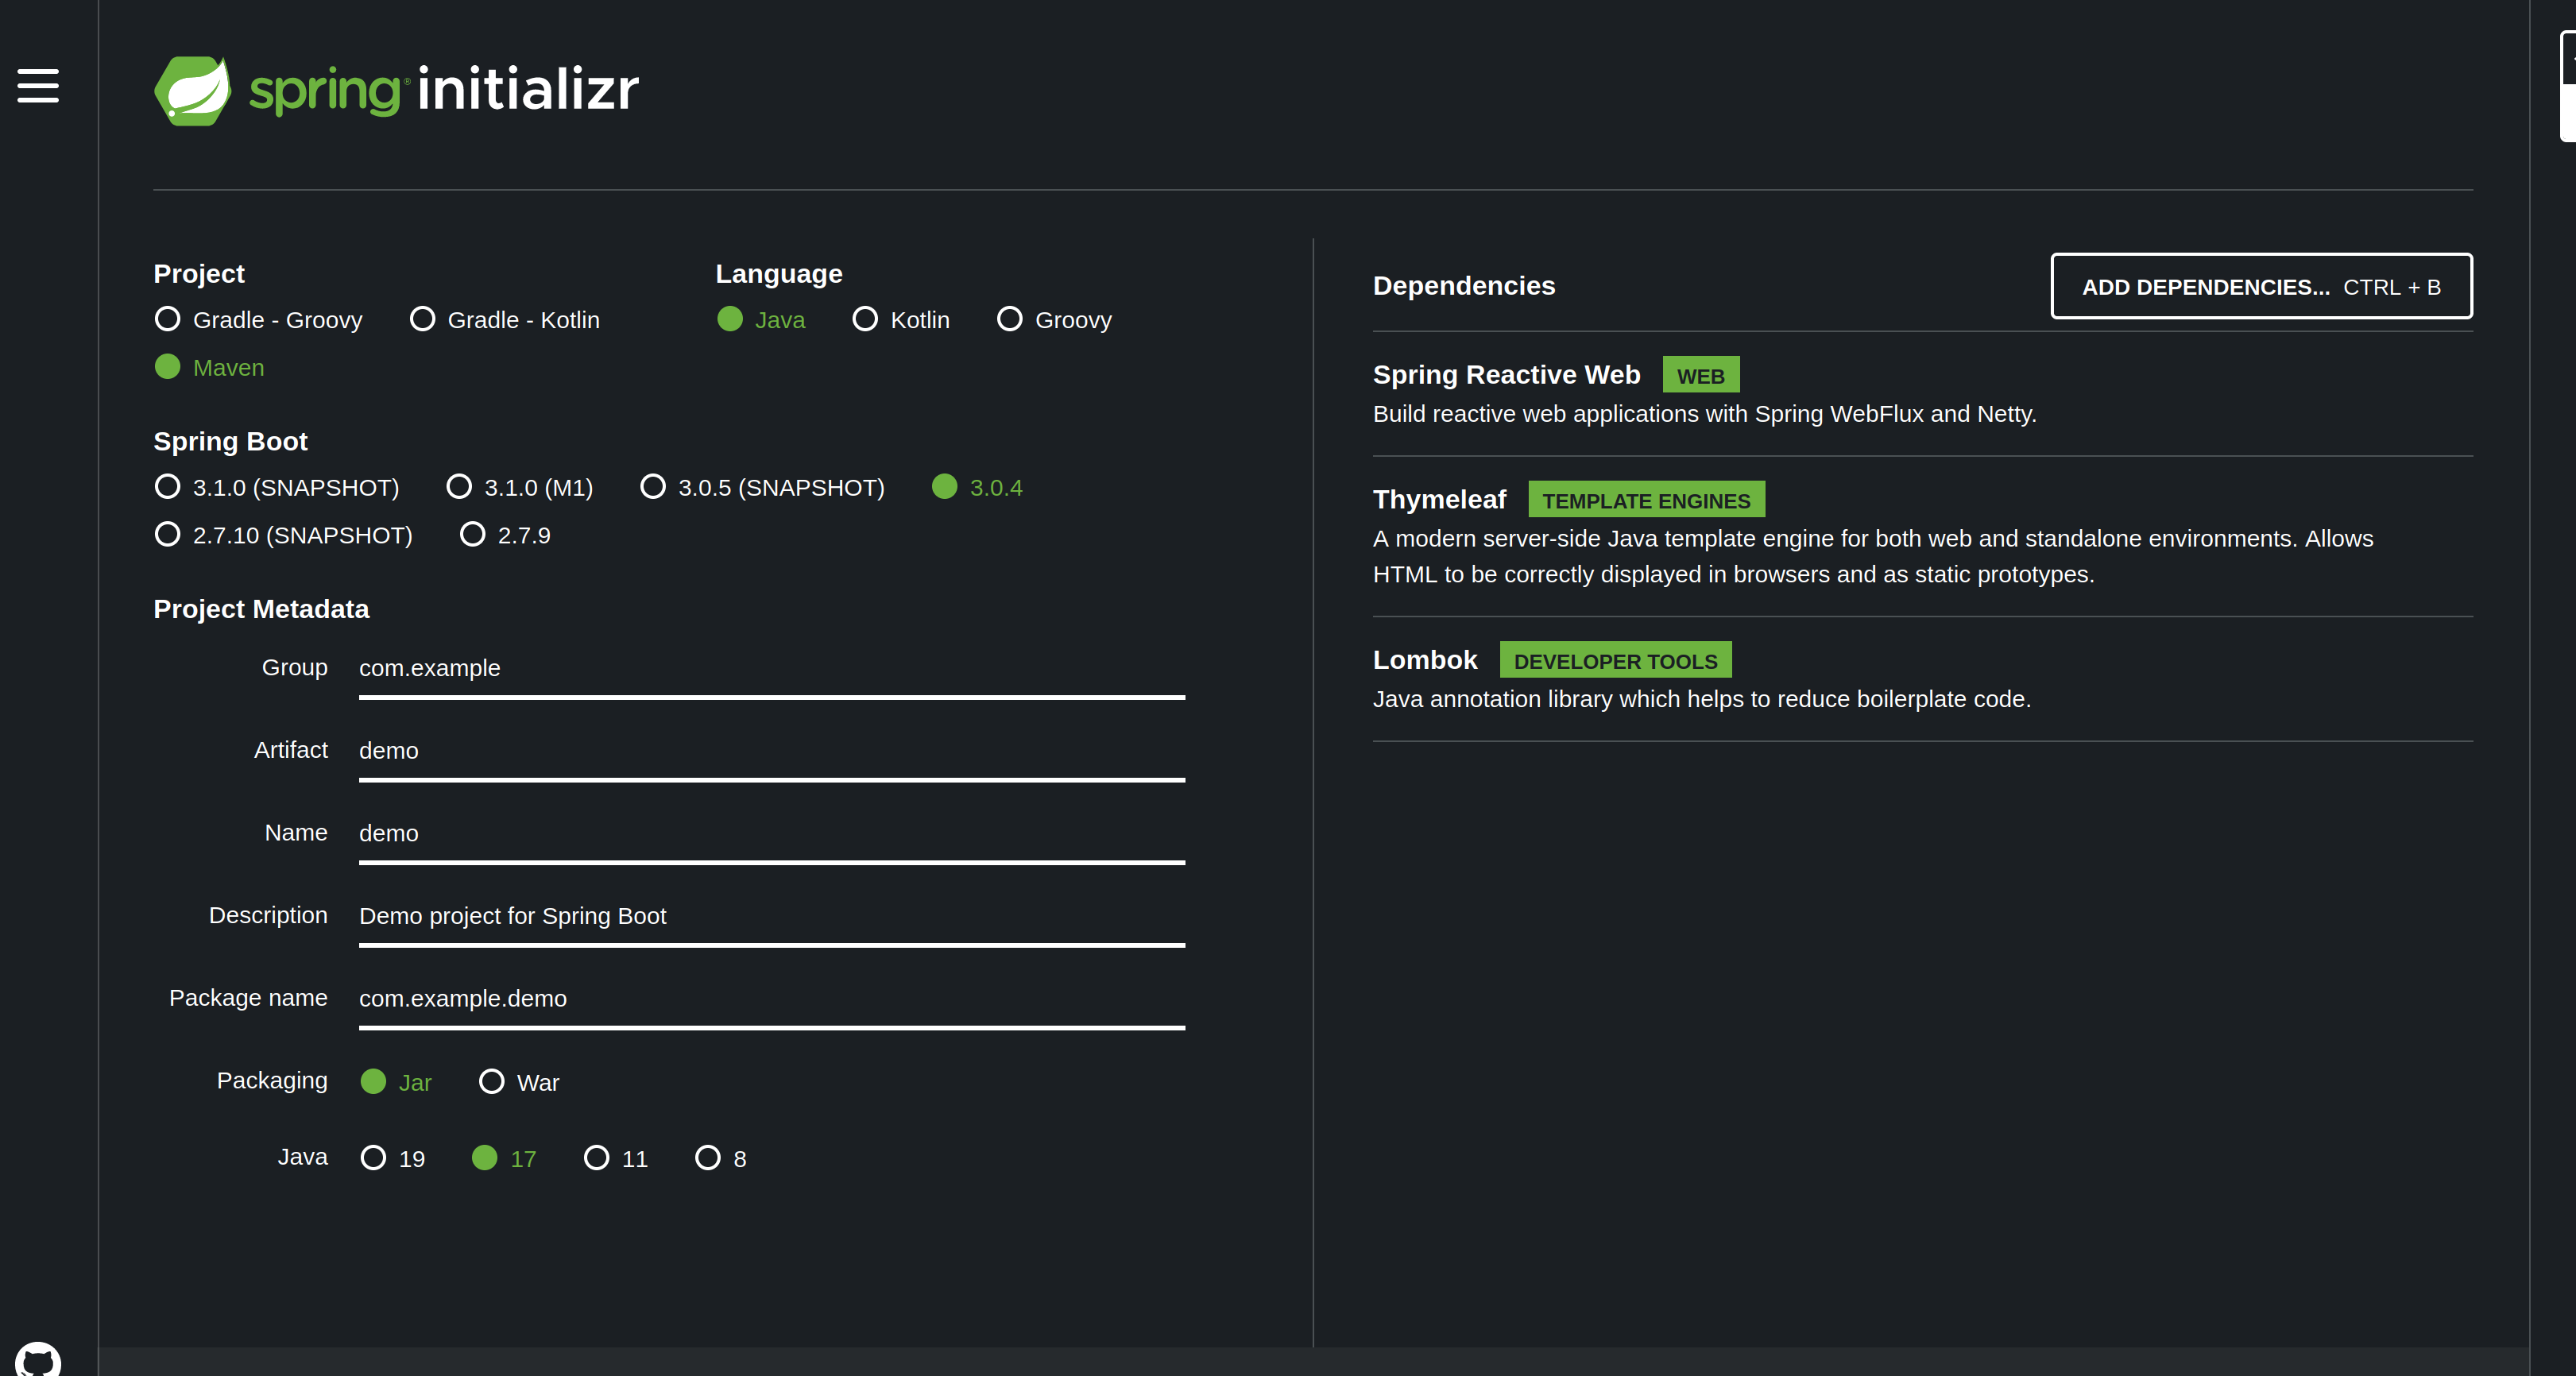 spring® initializr
Project
Gradle - Groovy Gradle - Kotlin
Maven
Language
Java Kotlin Groovy
Spring Boot
3.1.0 (SNAPSHOT) 3.1.0 (M1) 3.0.5 (SNAPSHOT) 3.0.4
2.7.10 (SNAPSHOT) 2.7.9
Project Metadata
Group com.example
Artifact demo
Name demo
Description Demo project for Spring Boot
Package name com.example.demo
Packaging Jar War
Java 19 17 11 8
Dependencies ADD DEPENDENCIES... CTRL + B
Spring Reactive Web WEB
Build reactive web applications with Spring WebFlux and Netty.
Thymeleaf TEMPLATE ENGINES
A modern server-side Java template engine for both web and standalone environments. Allows
HTML to be correctly displayed in browsers and as static prototypes.
Lombok DEVELOPER TOOLS
Java annotation library which helps to reduce boilerplate code.